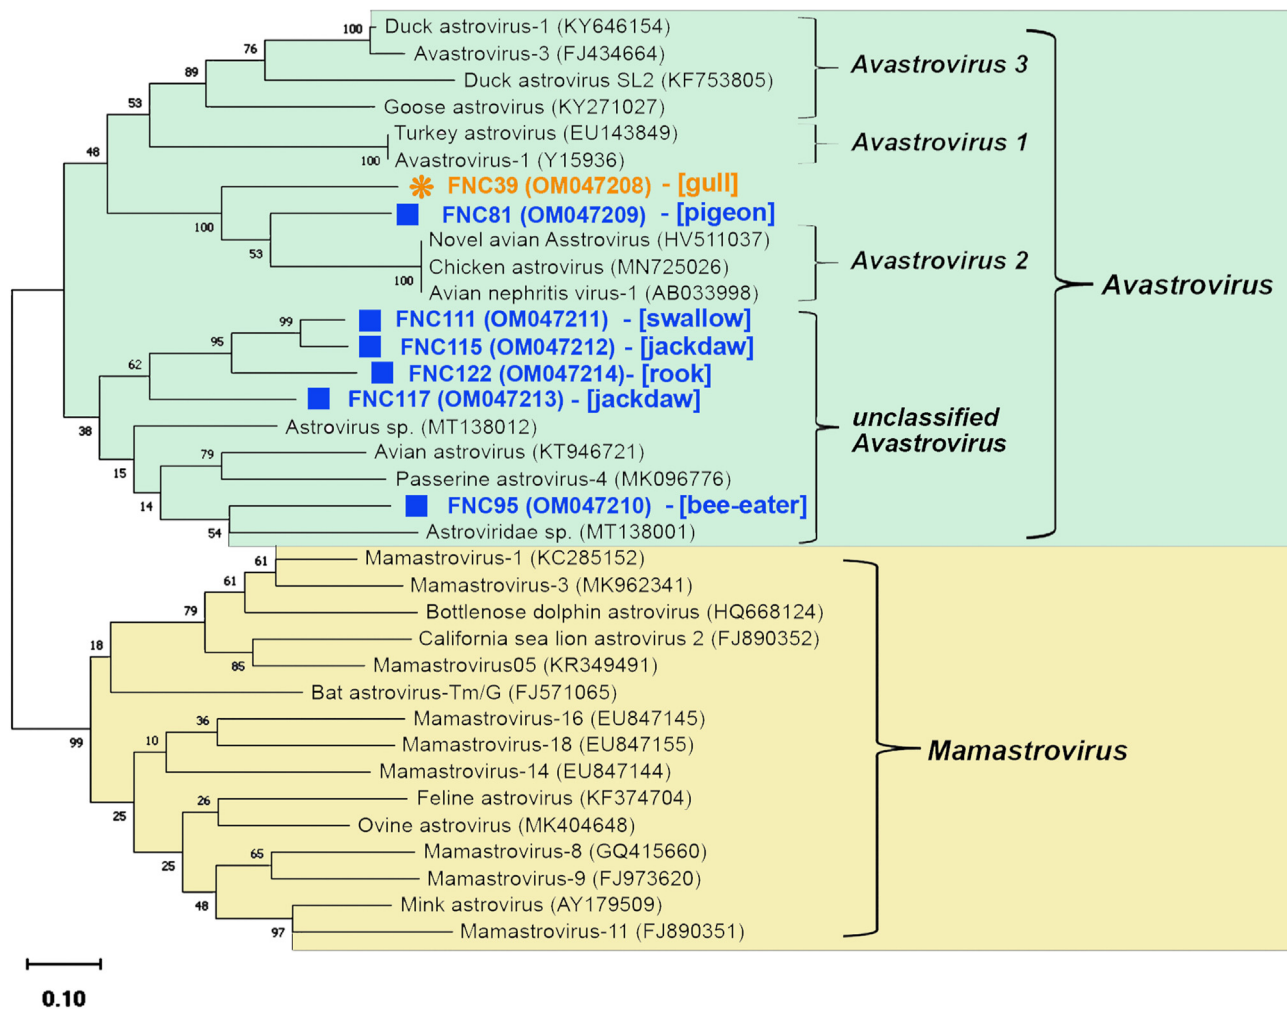 100
Duck astrovirus-1 (KY646154)
76
Avastrovirus-3 (FJ434664)
Avastrovirus 3
89
Duck astrovirus SL2 (KF753805)
53
Goose astrovirus (KY271027)
Turkey astrovirus (EU143849)
Avastrovirus 1
48
100
Avastrovirus-1 (Y15936)
FNC39 (OM047208) - [gull]
100
FNC81 (OM047209) - [pigeon]
Novel avian Asstrovirus (HV511037)
53
Avastrovirus 2
Chicken astrovirus (MN725026)
100
Avastrovirus
Avian nephritis virus-1 (AB033998)
99
FNC111 (OM047211) - [swallow]
95
FNC115 (OM047212) - [jackdaw]
62
FNC122 (OM047214)- [rook]
FNC117 (OM047213) - [jackdaw]
unclassified
Avastrovirus
38
Astrovirus sp. (MT138012)
79
Avian astrovirus (KT946721)
15
Passerine astrovirus-4 (MK096776)
14
FNC95 (OM047210) - [bee-eater]
54
Astroviridae sp. (MT138001)
61
Mamastrovirus-1 (KC285152)
61
Mamastrovirus-3 (MK962341)
79
Bottlenose dolphin astrovirus (HQ668124)
18
California sea lion astrovirus 2 (FJ890352)
85
Mamastrovirus05 (KR349491)
Bat astrovirus-Tm/G (FJ571065)
36
Mamastrovirus-16 (EU847145)
99
10
Mamastrovirus-18 (EU847155)
Mamastrovirus
Mamastrovirus-14 (EU847144)
26
Feline astrovirus (KF374704)
25
Ovine astrovirus (MK404648)
65
Mamastrovirus-8 (GQ415660)
25
Mamastrovirus-9 (FJ973620)
48
Mink astrovirus (AY179509)
97
Mamastrovirus-11 (FJ890351)
0.10